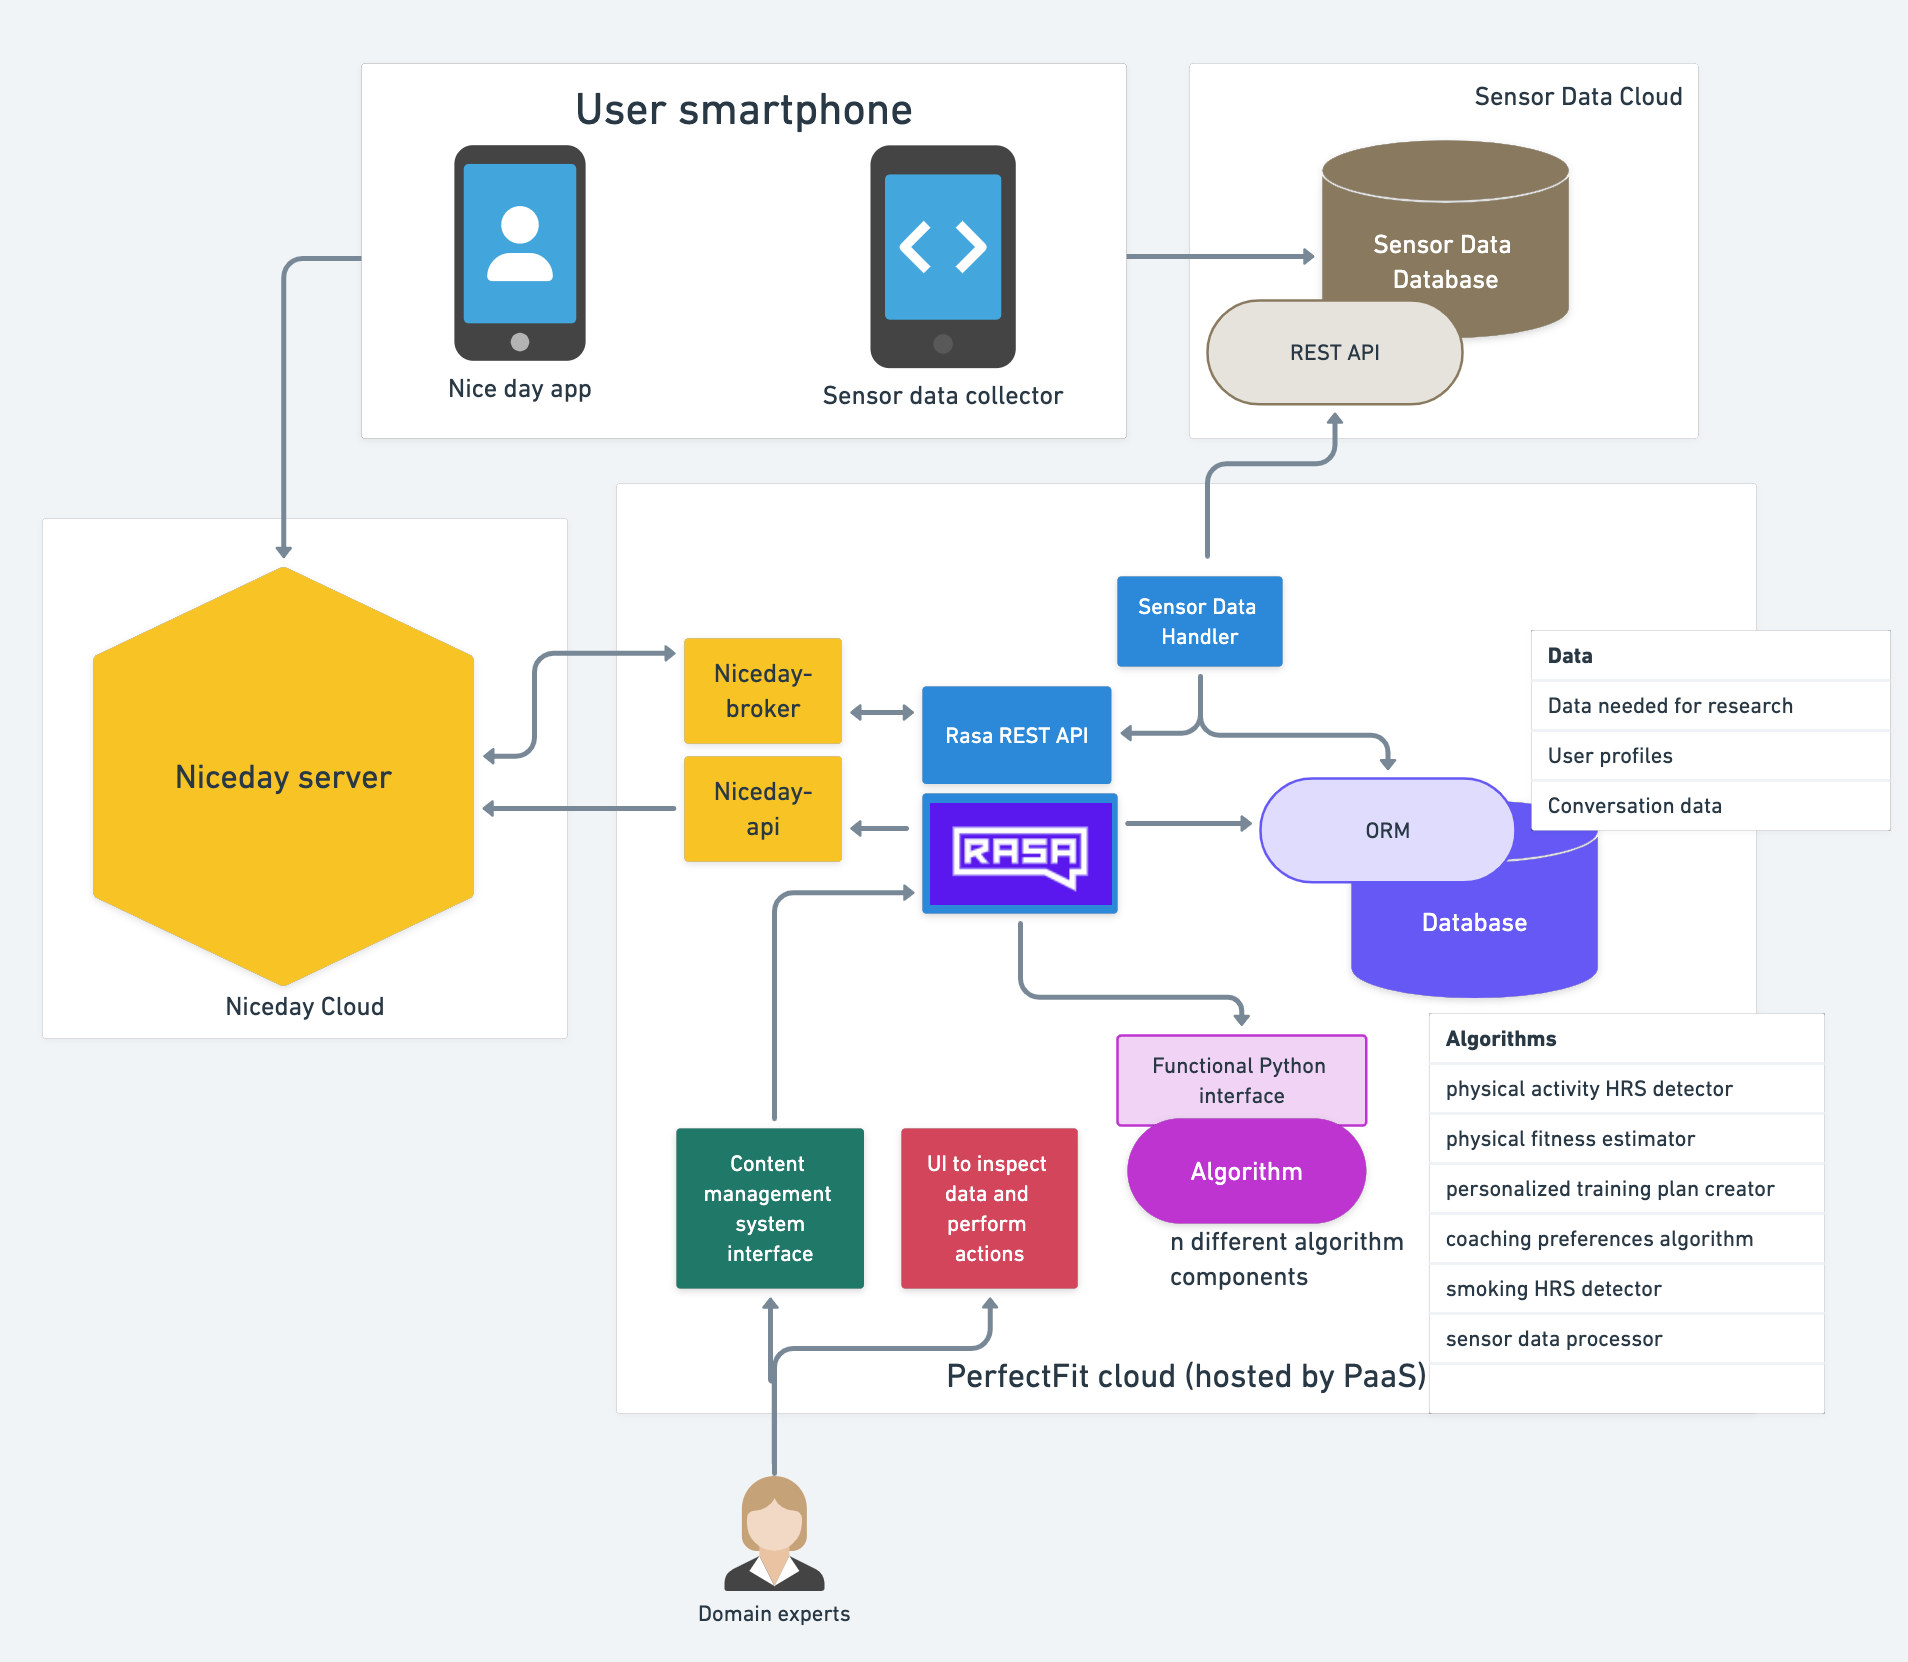 User smartphone
Nice day app
Sensor data collector
Sensor Data Cloud
Sensor Data
Database
REST API
Niceday server
Niceday Cloud
Niceday-
broker
Niceday-
api
Sensor Data
Handler
Rasa REST API
RASA
ORM
Database
Data
Data needed for research
User profiles
Conversation data
Functional Python
interface
Algorithm
n different algorithm
components
Algorithms
physical activity HRS detector
physical fitness estimator
personalized training plan creator
coaching preferences algorithm
smoking HRS detector
sensor data processor
Content
management
system
interface
UI to inspect
data and
perform
actions
PerfectFit cloud (hosted by PaaS)
Domain experts